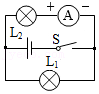 + A −
L₂ S
L₁